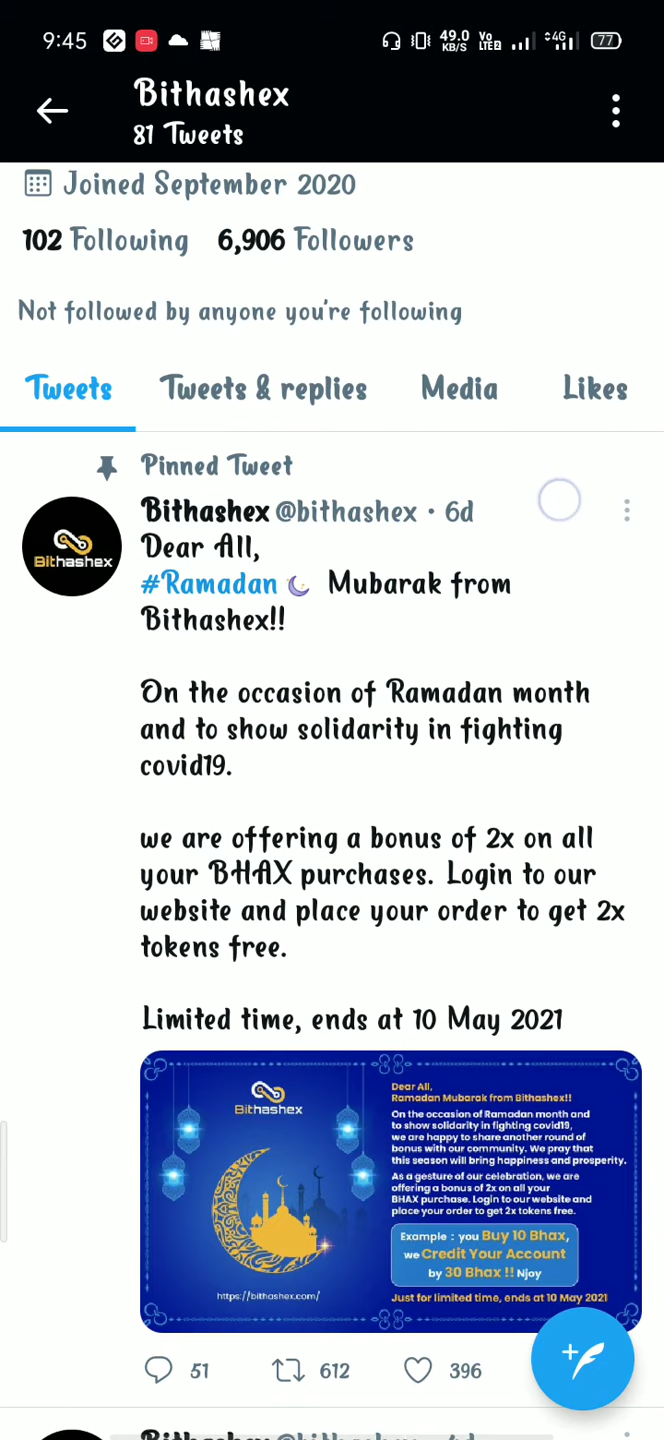 9:45
49.0 KB/S
Vo LTE2
4G
77
Bithashex
81 Tweets
Joined September 2020
102 Following 6,906 Followers
Not followed by anyone you're following
Tweets Tweets & replies Media Likes
Pinned Tweet
Bithashex @bithashex · 6d
Dear All,
#Ramadan 🌙 Mubarak from
Bithashex!!
On the occasion of Ramadan month
and to show solidarity in fighting
covid19.
we are offering a bonus of 2x on all
your BHAX purchases. Login to our
website and place your order to get 2x
tokens free.
Limited time, ends at 10 May 2021
Bithashex
Bithashex
https://bithashex.com/
Dear All,
Ramadan Mubarak from Bithashex!!
On the occasion of Ramadan month and
to show solidarity in fighting covid19,
we are happy to share another round of
bonus with our community. We pray that
this season will bring happiness and prosperity.
As a gesture of our celebration, we are
offering a bonus of 2x on all your
BHAX purchase. Login to our website and
place your order to get 2x tokens free.
Example : you Buy 10 Bhax,
we Credit Your Account
by 30 Bhax !! Njoy
Just for limited time, ends at 10 May 2021
51 612 396
Bithashex @bithashex